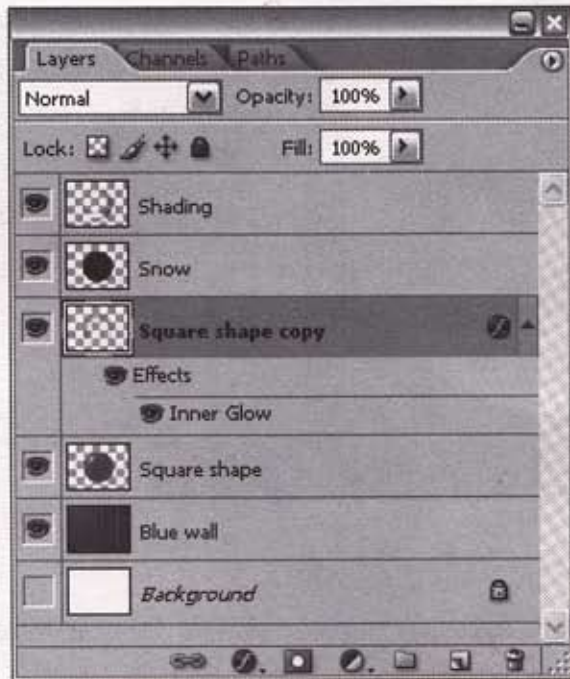 Layers Channels Paths
Normal Opacity: 100%
Lock: Fill: 100%
Shading
Snow
Square shape copy
Effects
Inner Glow
Square shape
Blue wall
Background